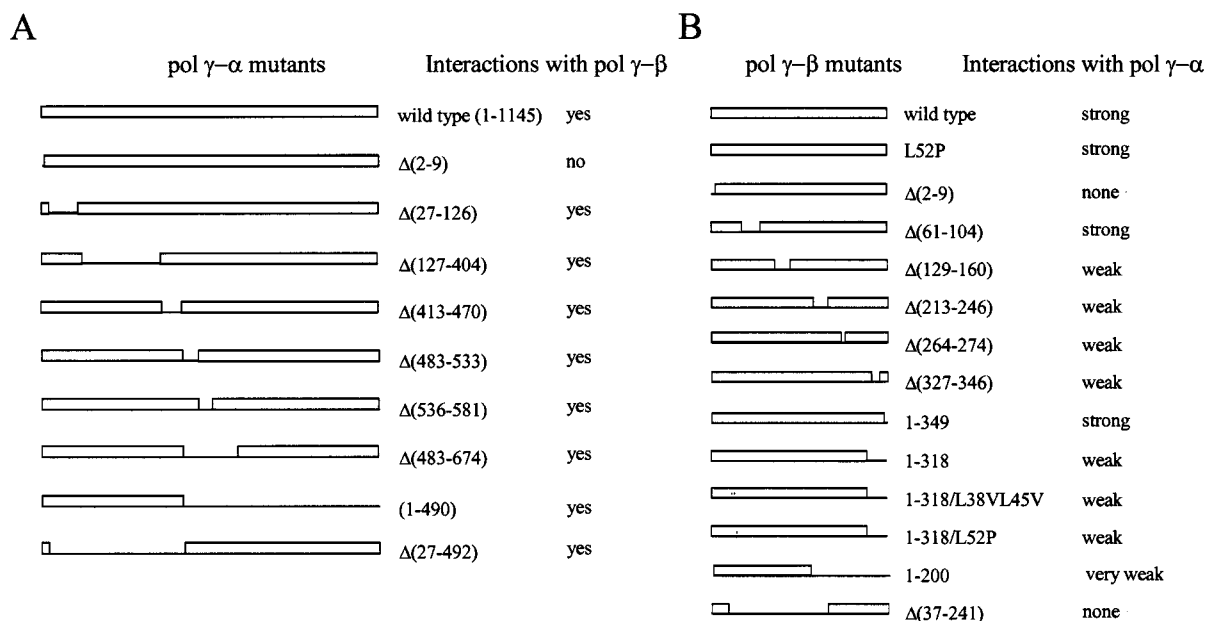 A
pol γ−α mutants Interactions with pol γ−β
wild type (1-1145) yes
Δ(2-9) no
Δ(27-126) yes
Δ(127-404) yes
Δ(413-470) yes
Δ(483-533) yes
Δ(536-581) yes
Δ(483-674) yes
(1-490) yes
Δ(27-492) yes
B
pol γ−β mutants Interactions with pol γ−α
wild type strong
L52P strong
Δ(2-9) none
Δ(61-104) strong
Δ(129-160) weak
Δ(213-246) weak
Δ(264-274) weak
Δ(327-346) weak
1-349 strong
1-318 weak
1-318/L38VL45V weak
1-318/L52P weak
1-200 very weak
Δ(37-241) none